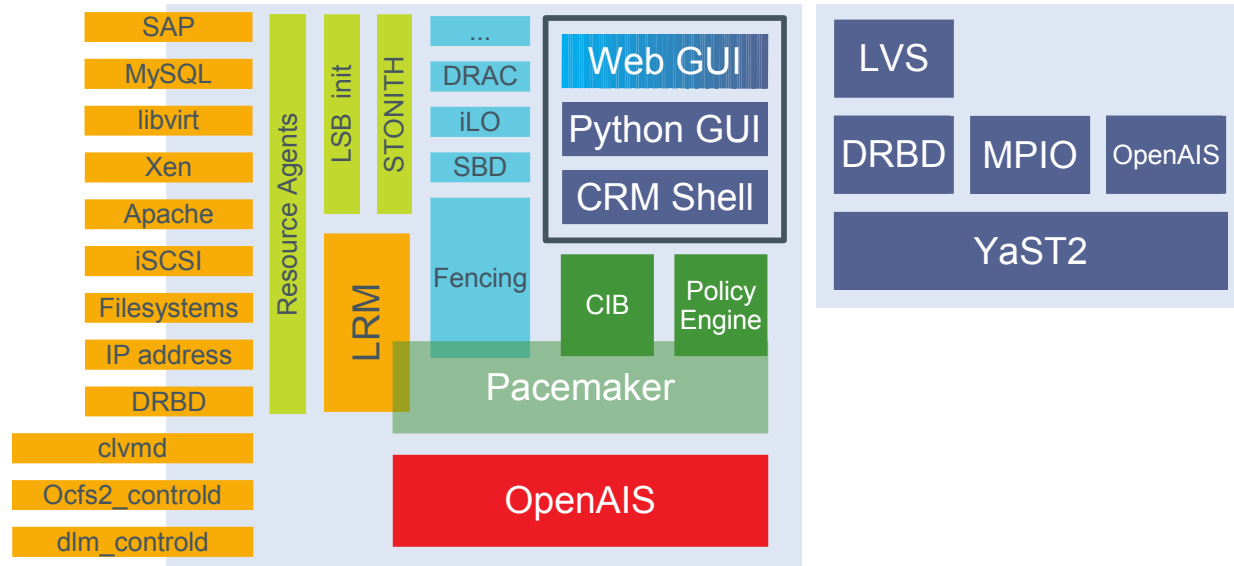 SAP
MySQL
libvirt
Xen
Apache
iSCSI
Filesystems
IP address
DRBD
clvmd
Ocfs2_controld
dlm_controld
Resource Agents
LSB init
STONITH
LRM
...
DRAC
iLO
SBD
Fencing
Web GUI
Python GUI
CRM Shell
CIB
Policy
Engine
Pacemaker
OpenAIS
LVS
DRBD
MPIO
OpenAIS
YaST2